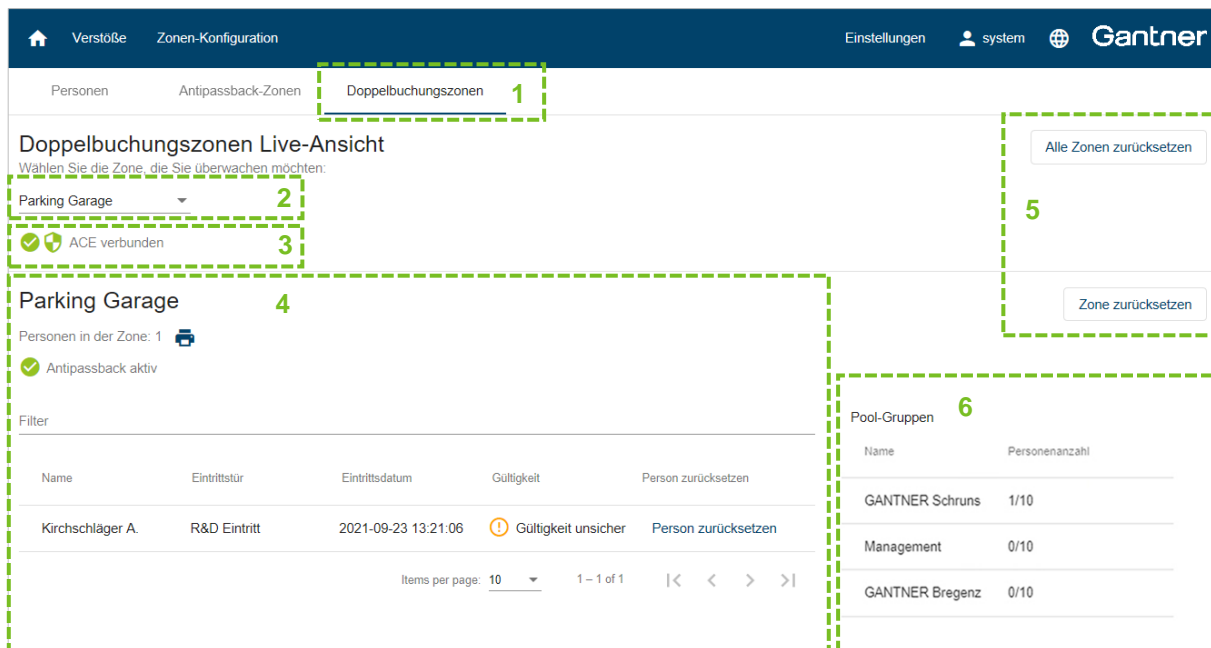 Verstöße Zonen-Konfiguration Einstellungen system Gantner
Personen Antipassback-Zonen Doppelbuchungszonen 1
Doppelbuchungszonen Live-Ansicht
Alle Zonen zurücksetzen
Wählen Sie die Zone, die Sie überwachen möchten:
Parking Garage 2
5
ACE verbunden 3
Parking Garage 4
Zone zurücksetzen
Personen in der Zone: 1
Antipassback aktiv
Filter
Name Eintrittstür Eintrittsdatum Gültigkeit Person zurücksetzen
Kirchschläger A. R&D Eintritt 2021-09-23 13:21:06 Gültigkeit unsicher Person zurücksetzen
Items per page: 10 1 – 1 of 1
Pool-Gruppen 6
Name Personenanzahl
GANTNER Schruns 1/10
Management 0/10
GANTNER Bregenz 0/10